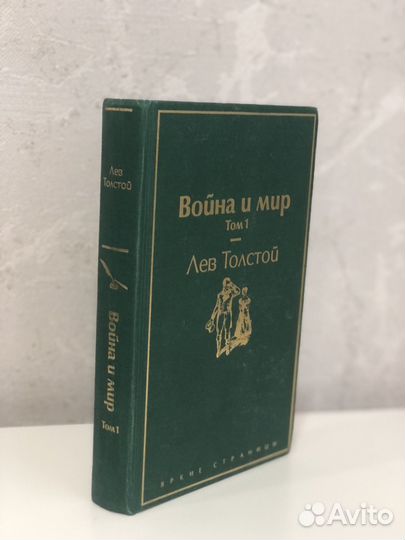 Лев
Толстой
Война и мир
Том 1
Война и мир
Том 1
Лев Толстой
ЯРКИЕ СТРАНИЦЫ
Avito